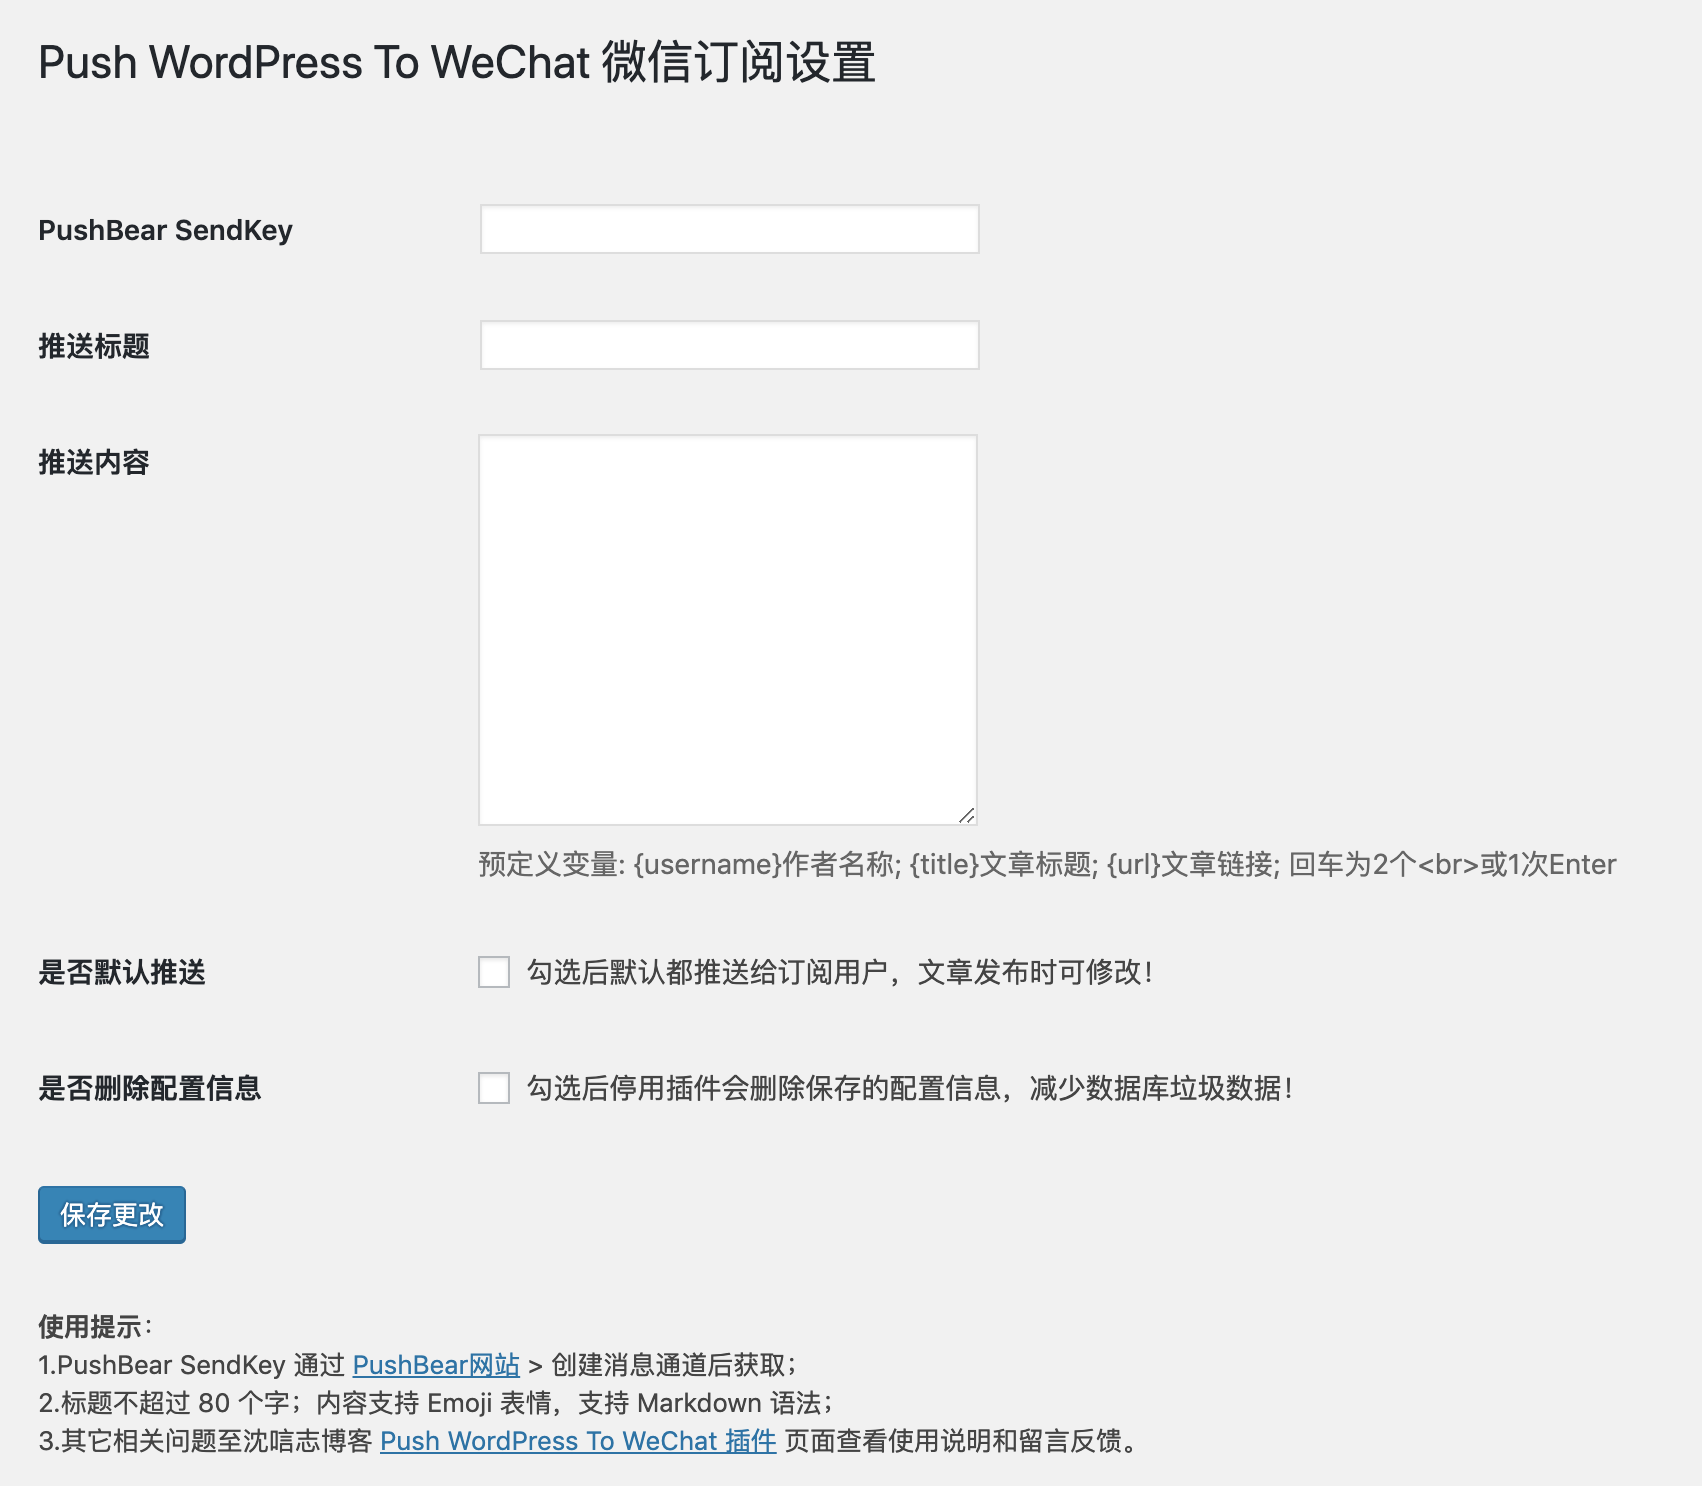 Push WordPress To WeChat 微信订阅设置
PushBear SendKey
推送标题
推送内容
预定义变量: {username}作者名称; {title}文章标题; {url}文章链接; 回车为2个<br>或1次Enter
是否默认推送
勾选后默认都推送给订阅用户，文章发布时可修改！
是否删除配置信息
勾选后停用插件会删除保存的配置信息，减少数据库垃圾数据！
保存更改
使用提示：
1.PushBear SendKey 通过 PushBear网站 > 创建消息通道后获取；
2.标题不超过 80 个字；内容支持 Emoji 表情，支持 Markdown 语法；
3.其它相关问题至沈唁志博客 Push WordPress To WeChat 插件 页面查看使用说明和留言反馈。